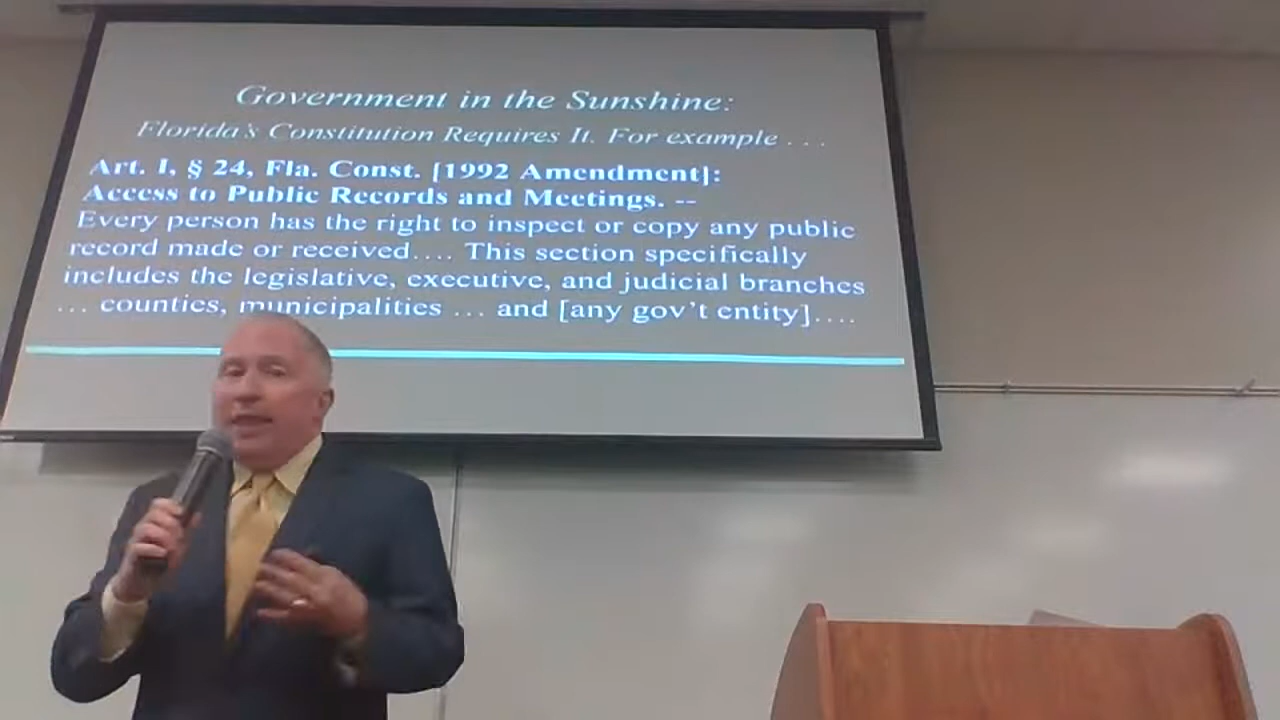 Government in the Sunshine:
Florida's Constitution Requires It. For example . . .
Art. I, § 24, Fla. Const. [1992 Amendment]:
Access to Public Records and Meetings. --
Every person has the right to inspect or copy any public
record made or received…. This section specifically
includes the legislative, executive, and judicial branches
… counties, municipalities … and [any gov't entity]….